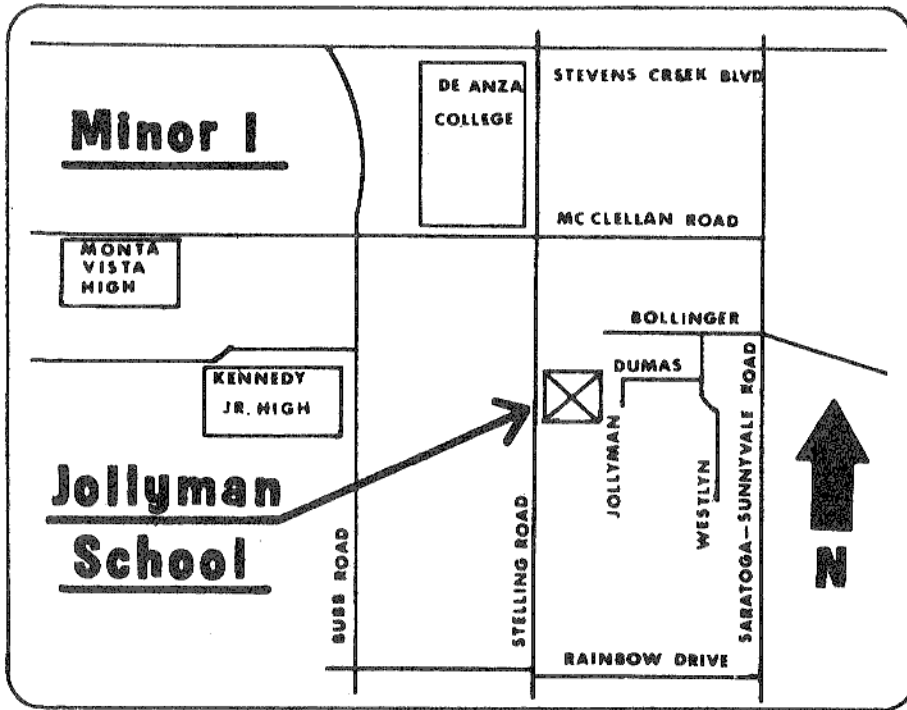 STEVENS CREEK BLVD
DE ANZA
COLLEGE
Minor I
MC CLELLAN ROAD
MONTA
VISTA
HIGH
BOLLINGER
DUMAS
KENNEDY
JR. HIGH
JOLLYMAN
WESTLYN
SARATOGA-SUNNYVALE ROAD
Jollyman
School
BUBB ROAD
STELLING ROAD
N
RAINBOW DRIVE